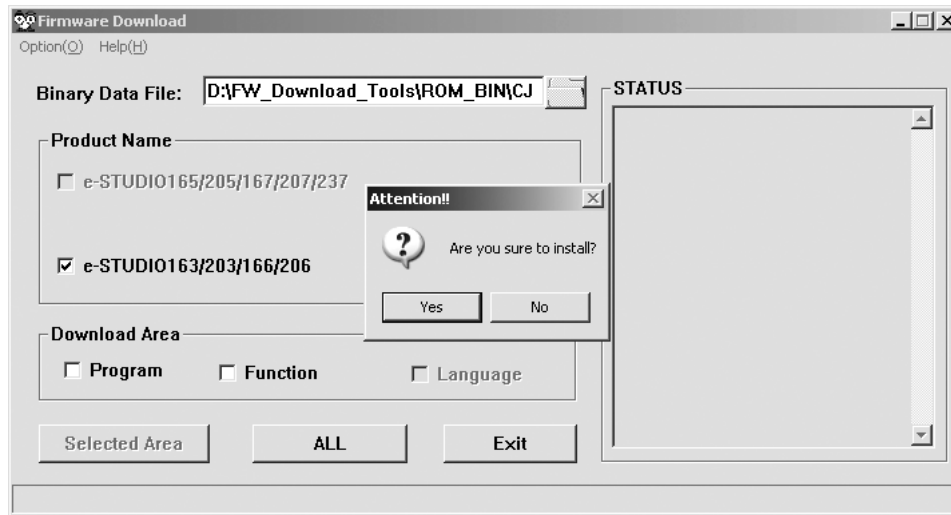 Firmware Download
Option(O) Help(H)
Binary Data File: D:\FW_Download_Tools\ROM_BIN\CJ
STATUS
Product Name
e-STUDIO165/205/167/207/237
Attention!!
Are you sure to install?
e-STUDIO163/203/166/206
Yes No
Download Area
Program Function Language
Selected Area ALL Exit